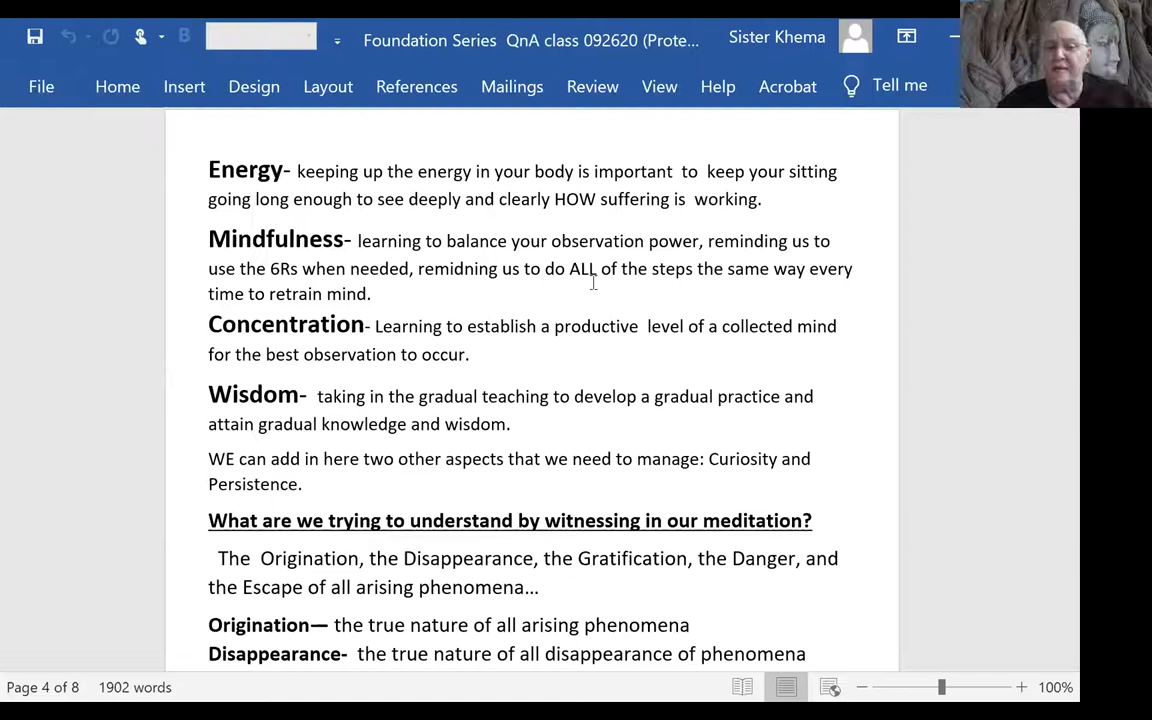 Foundation Series QnA class 092620 (Prote...
Sister Khema
File Home Insert Design Layout References Mailings Review View Help Acrobat Tell me
Energy- keeping up the energy in your body is important to keep your sitting
going long enough to see deeply and clearly HOW suffering is working.
Mindfulness- learning to balance your observation power, reminding us to
use the 6Rs when needed, remidning us to do ALL of the steps the same way every
time to retrain mind.
Concentration- Learning to establish a productive level of a collected mind
for the best observation to occur.
Wisdom- taking in the gradual teaching to develop a gradual practice and
attain gradual knowledge and wisdom.
WE can add in here two other aspects that we need to manage: Curiosity and
Persistence.
What are we trying to understand by witnessing in our meditation?
The Origination, the Disappearance, the Gratification, the Danger, and
the Escape of all arising phenomena...
Origination— the true nature of all arising phenomena
Disappearance- the true nature of all disappearance of phenomena
Page 4 of 8 1902 words 100%